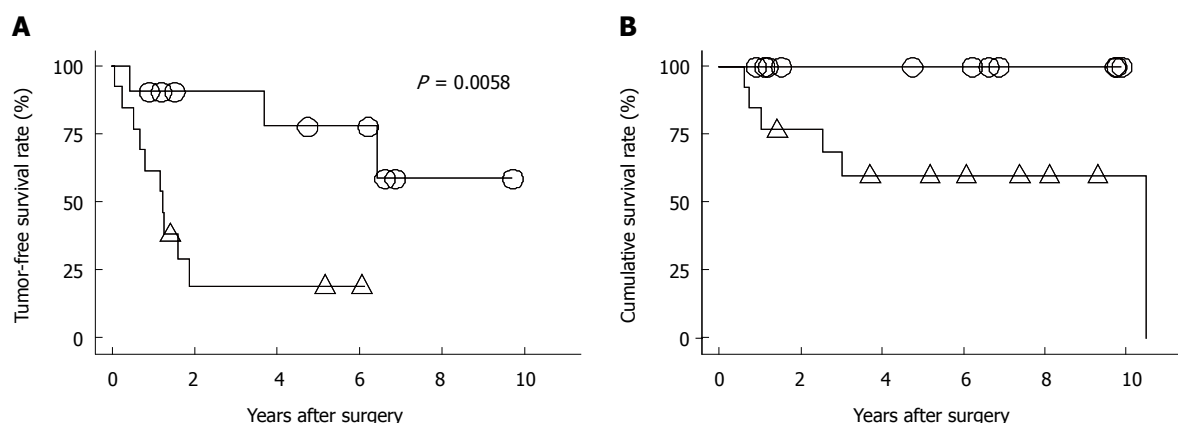 A
Tumor-free survival rate (%)
100
75
50
25
0
P = 0.0058
0 2 4 6 8 10
Years after surgery
B
Cumulative survival rate (%)
100
75
50
25
0
0 2 4 6 8 10
Years after surgery